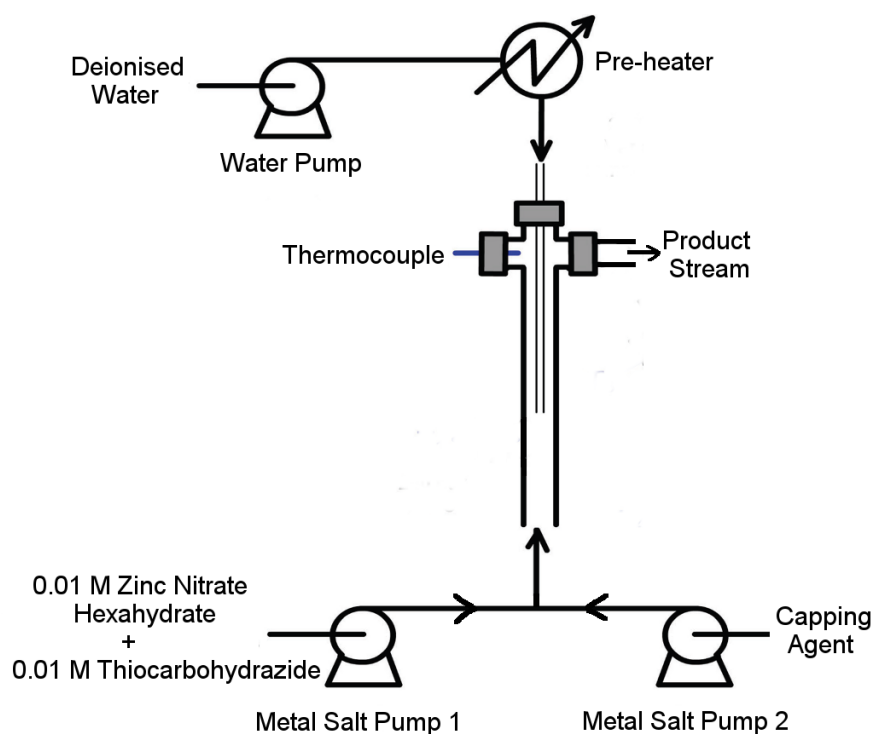 Deionised
Water
Pre-heater
Water Pump
Thermocouple
Product
Stream
0.01 M Zinc Nitrate
Hexahydrate
+
0.01 M Thiocarbohydrazide
Capping
Agent
Metal Salt Pump 1
Metal Salt Pump 2